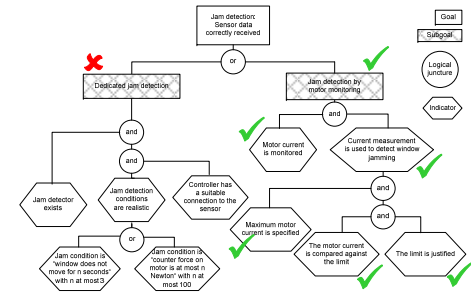 Jam detection:
Sensor data
correctly received
Goal
Subgoal
Logical
juncture
Indicator
or
Dedicated jam detection
Jam detection by
motor monitoring
and
and
Motor current
is monitored
Current measurement
is used to detect window
jamming
and
Jam detector
exists
Jam detection
conditions
are realistic
Controller has
a suitable
connection to the
sensor
and
Maximum motor
current is specified
and
or
Jam condition is
"window does not
move for n seconds"
with n at most 3
Jam condition is
"counter force on
motor is at most n
Newton" with n at
most 100
The motor current
is compared against
the limit
The limit is justified